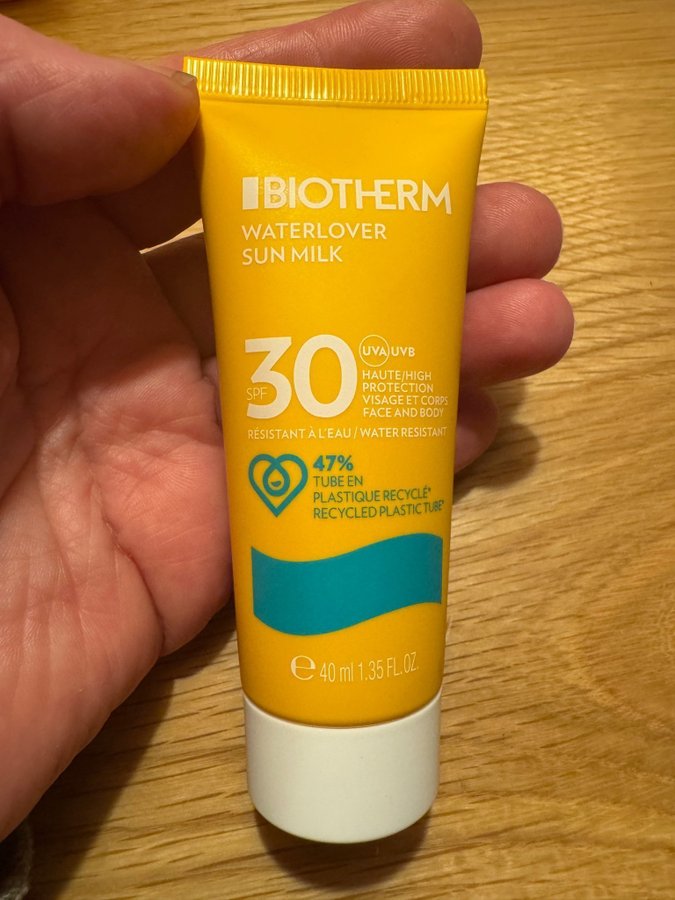 BIOTHERM
WATERLOVER
SUN MILK
SPF 30
UVA UVB
HAUTE/HIGH
PROTECTION
VISAGE ET CORPS
FACE AND BODY
RÉSISTANT À L'EAU / WATER RESISTANT
47%
TUBE EN
PLASTIQUE RECYCLÉ*
RECYCLED PLASTIC TUBE*
℮ 40 ml 1.35 FL.OZ.